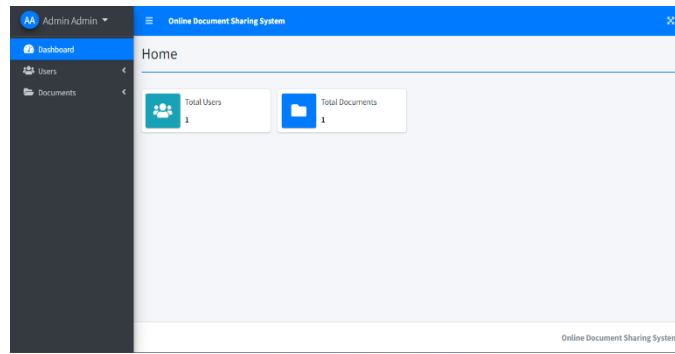 AA Admin Admin
Online Document Sharing System
Dashboard
Users
Documents
Home
Total Users
1
Total Documents
1
Online Document Sharing System